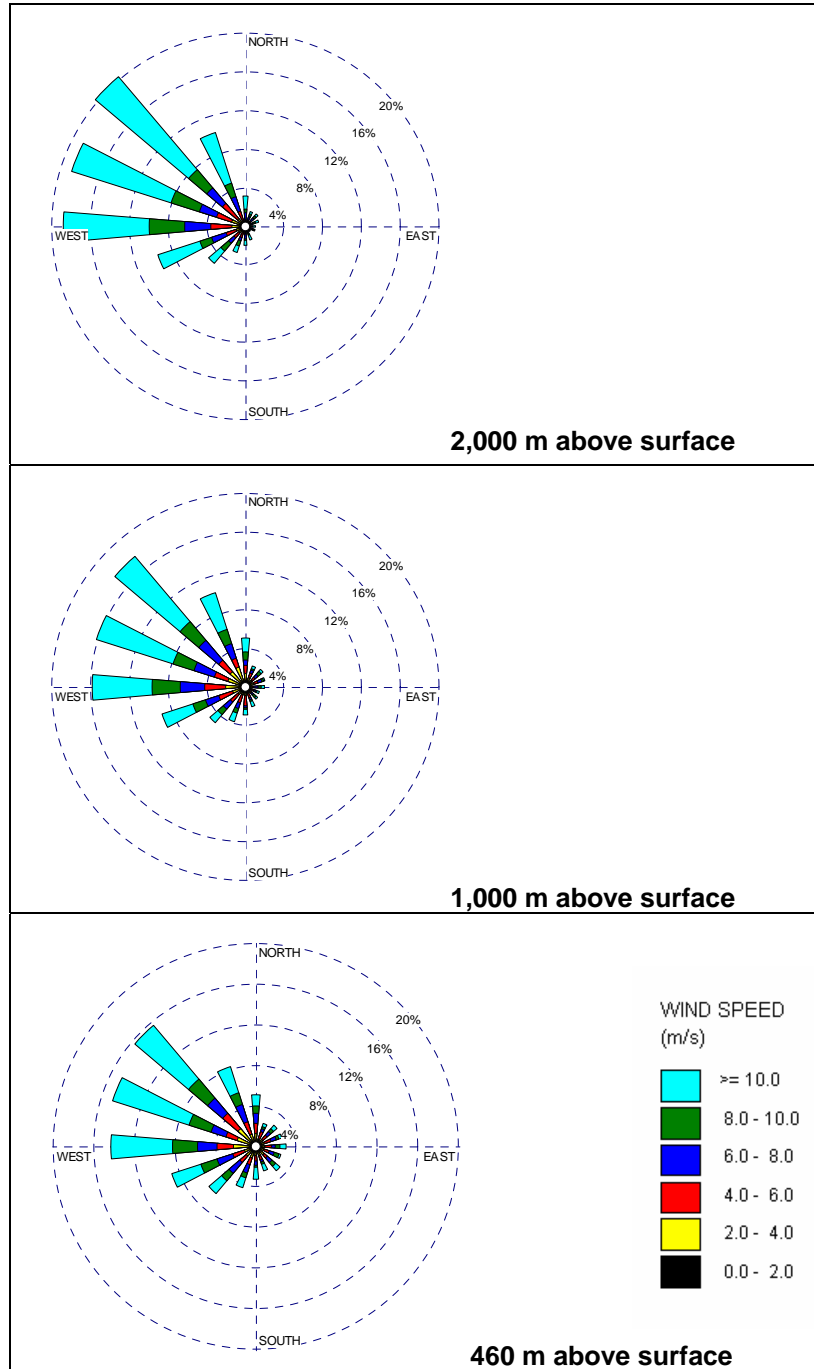 NORTH
20%
16%
12%
8%
4%
WEST
EAST
SOUTH
2,000 m above surface
NORTH
20%
16%
12%
8%
4%
WEST
EAST
SOUTH
1,000 m above surface
NORTH
20%
16%
12%
8%
4%
WEST
EAST
SOUTH
WIND SPEED
(m/s)
>= 10.0
8.0 - 10.0
6.0 - 8.0
4.0 - 6.0
2.0 - 4.0
0.0 - 2.0
460 m above surface